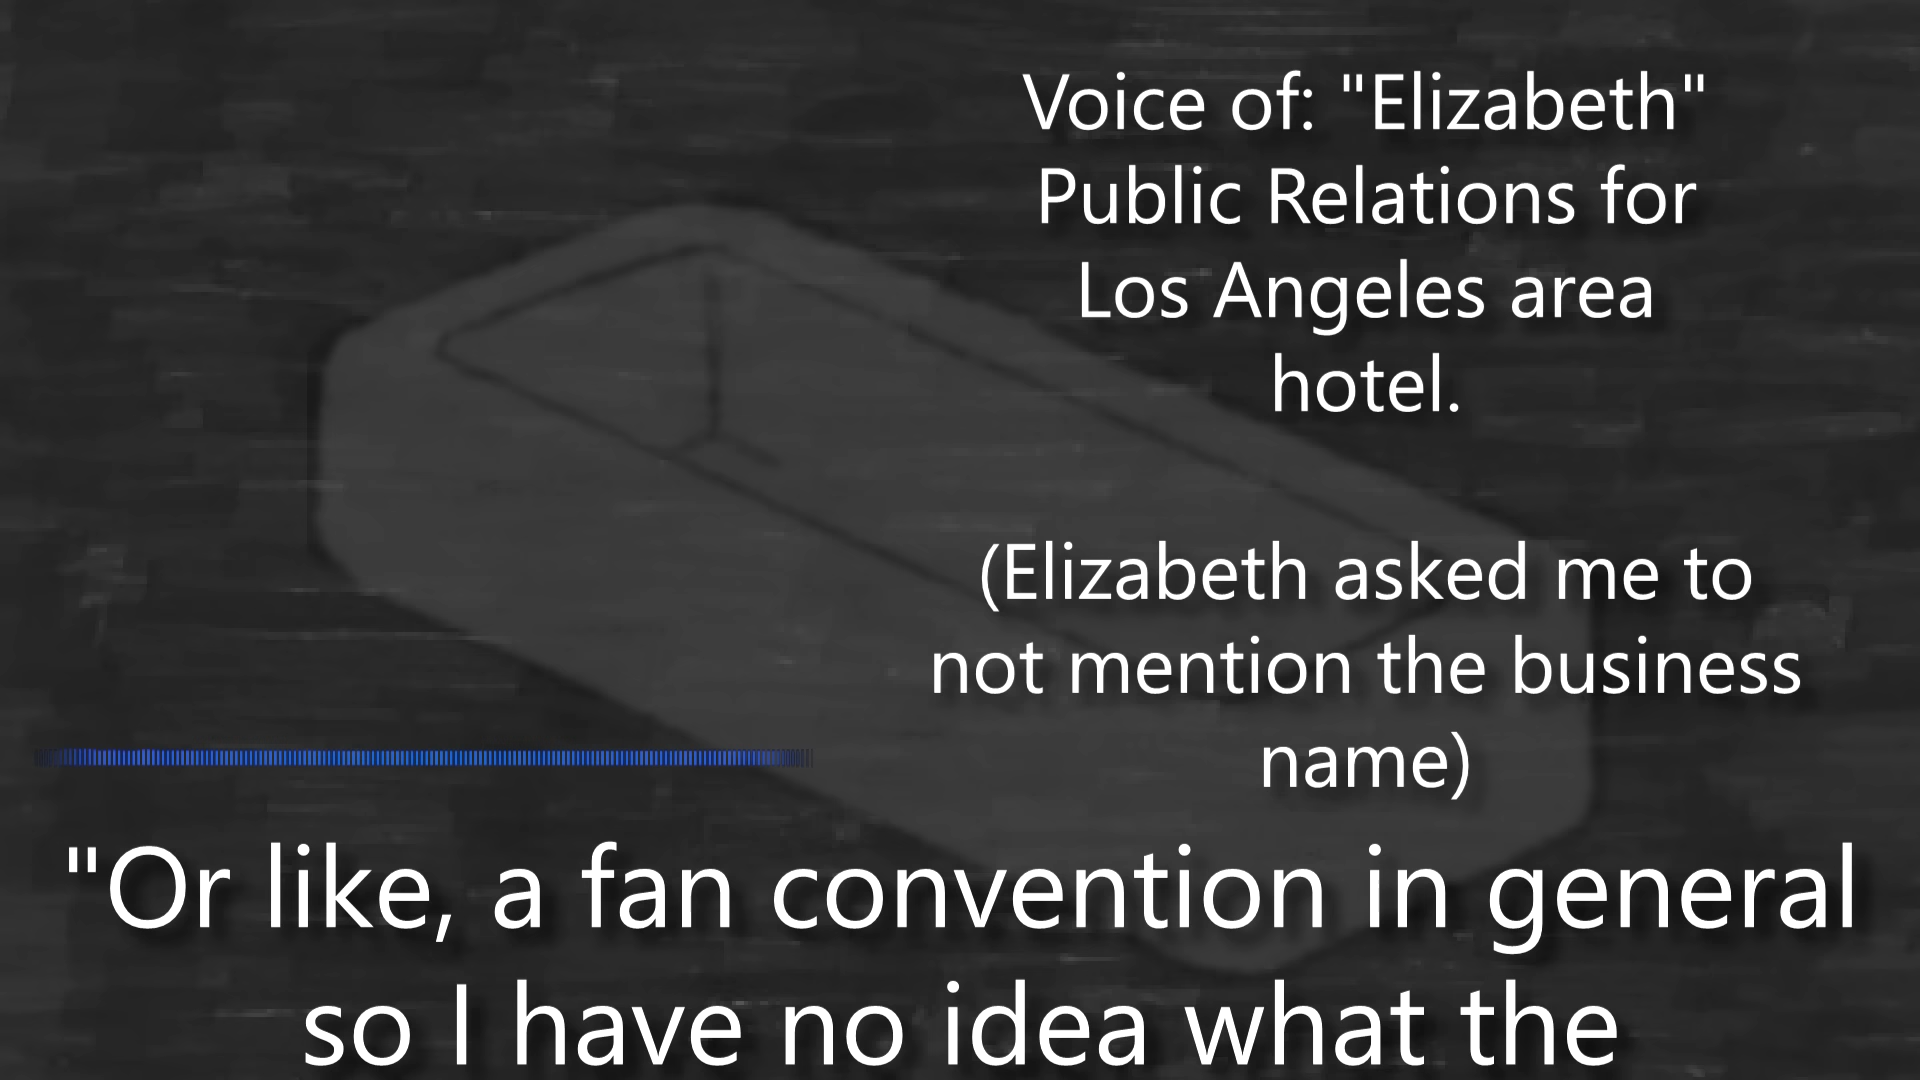 Voice of: "Elizabeth"
Public Relations for
Los Angeles area
hotel.
(Elizabeth asked me to
not mention the business
name)
"Or like, a fan convention in general
so I have no idea what the